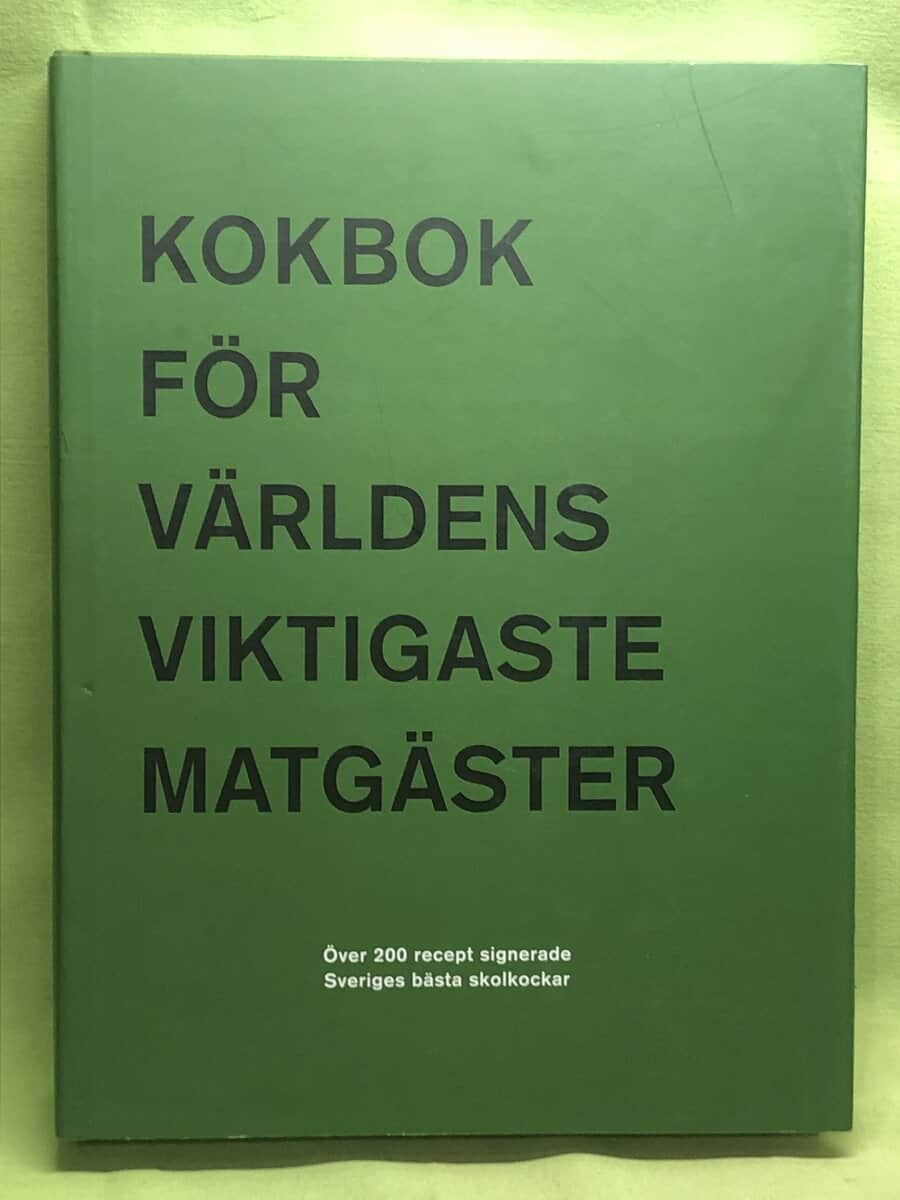 KOKBOK
FÖR
VÄRLDENS
VIKTIGASTE
MATGÄSTER
Över 200 recept signerade
Sveriges bästa skolkockar